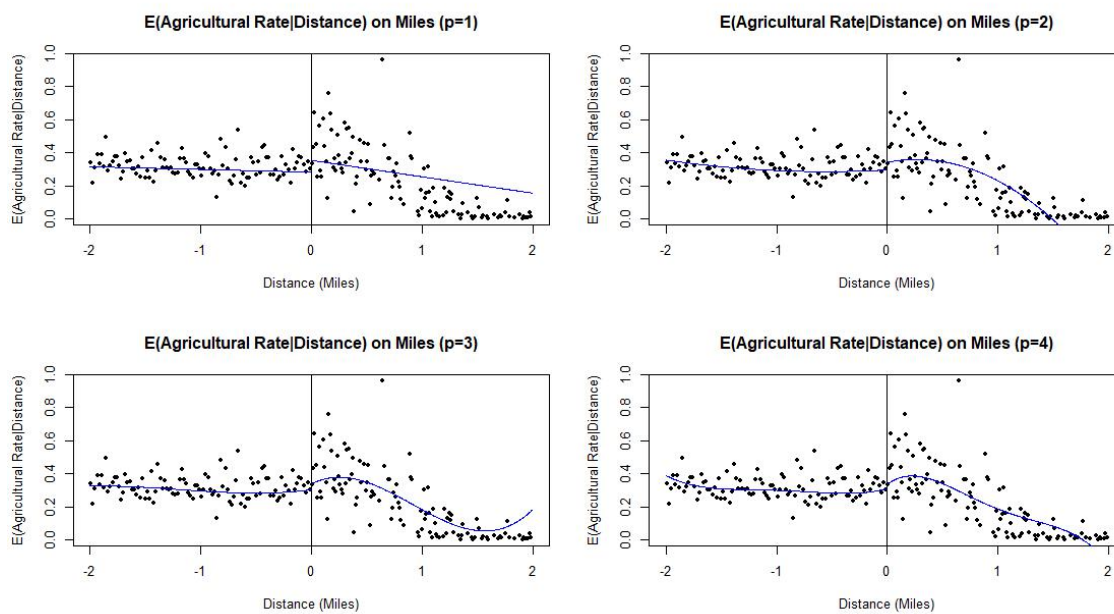 E(Agricultural Rate|Distance) on Miles (p=1)
E(Agricultural Rate|Distance)
1.0
0.8
0.6
0.4
0.2
0.0
-2 -1 0 1 2
Distance (Miles)
E(Agricultural Rate|Distance) on Miles (p=2)
E(Agricultural Rate|Distance)
1.0
0.8
0.6
0.4
0.2
0.0
-2 -1 0 1 2
Distance (Miles)
E(Agricultural Rate|Distance) on Miles (p=3)
E(Agricultural Rate|Distance)
1.0
0.8
0.6
0.4
0.2
0.0
-2 -1 0 1 2
Distance (Miles)
E(Agricultural Rate|Distance) on Miles (p=4)
E(Agricultural Rate|Distance)
1.0
0.8
0.6
0.4
0.2
0.0
-2 -1 0 1 2
Distance (Miles)